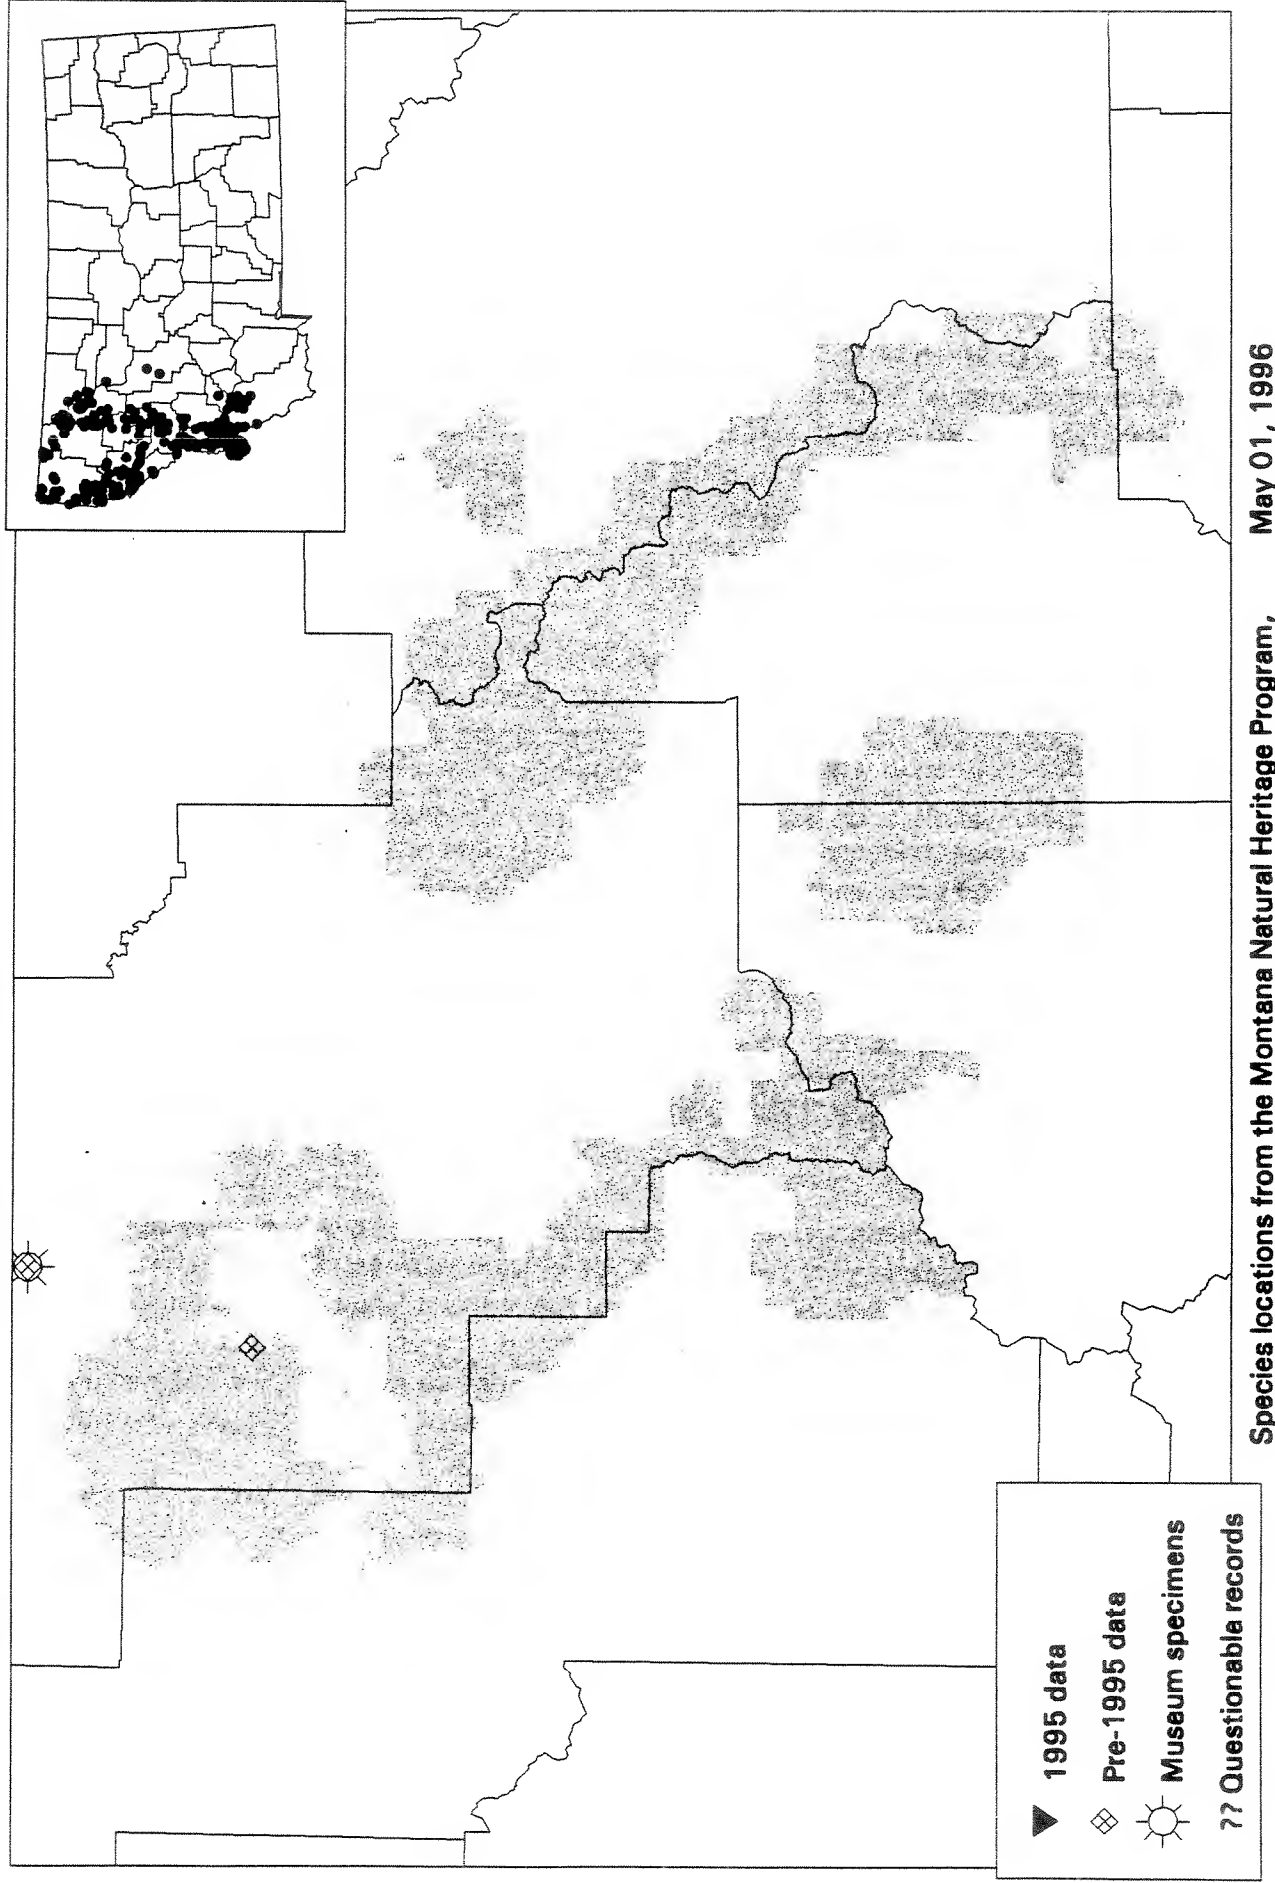 1995 data
Pre-1995 data
Museum specimens
?? Questionable records
Species locations from the Montana Natural Heritage Program, May 01, 1996